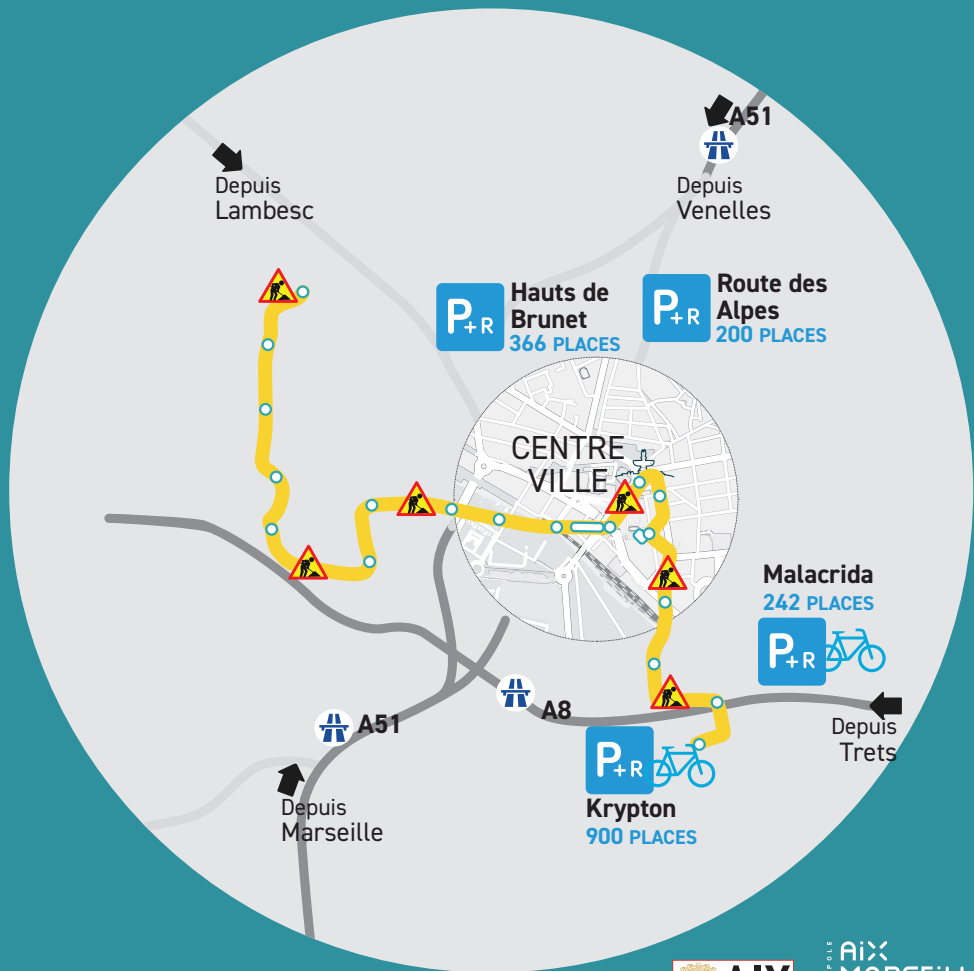 A51
Depuis
Lambesc
Depuis
Venelles
P+R
Hauts de
Brunet
366 PLACES
P+R
Route des
Alpes
200 PLACES
CENTRE
VILLE
Malacrida
242 PLACES
P+R
A51
A8
Depuis
Trets
P+R
Krypton
900 PLACES
Depuis
Marseille
AiX
AIX